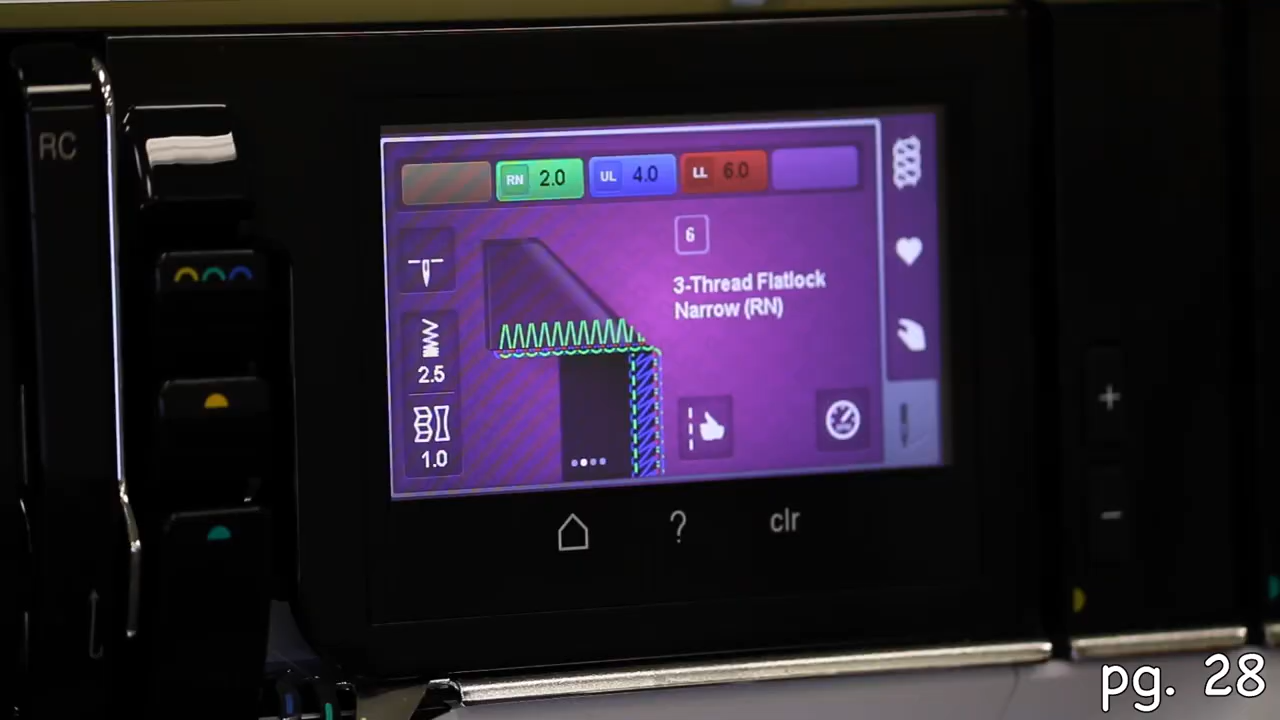 RC
RN 2.0 UL 4.0 LL 6.0
6
3-Thread Flatlock
Narrow (RN)
2.5
1.0
? clr
+
-
pg. 28